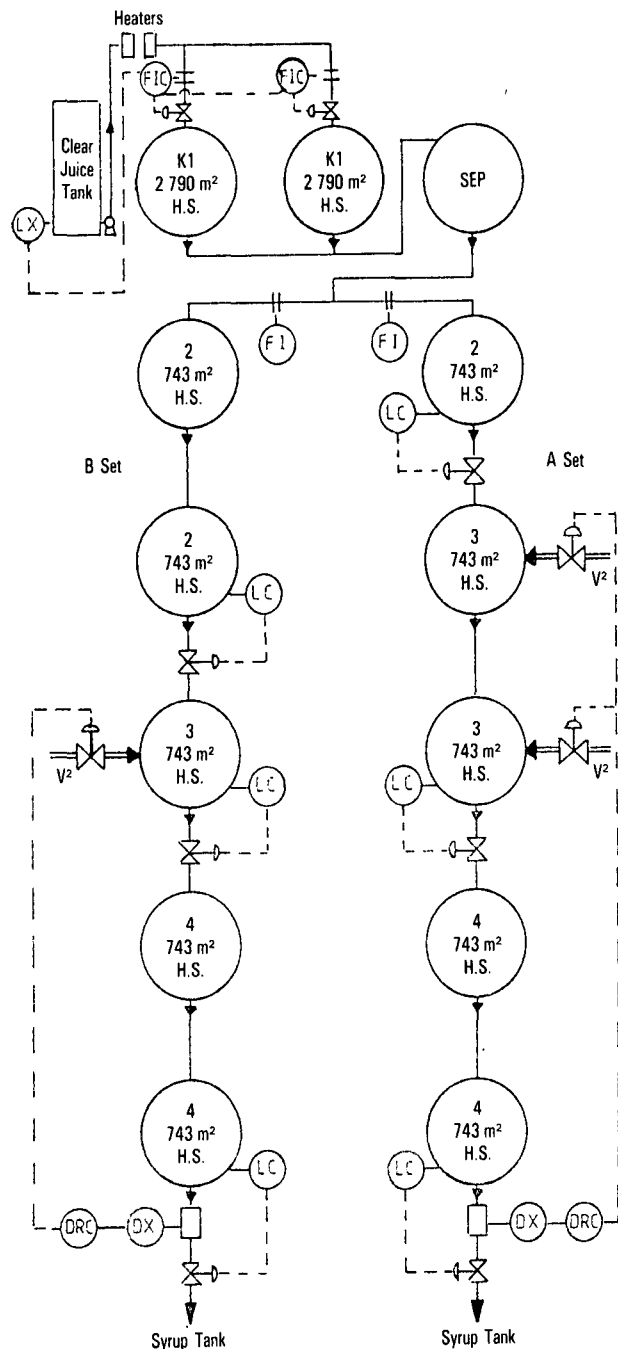 Heaters
FIC
FIC
Clear
Juice
Tank
LX
K1
2 790 m²
H.S.
K1
2 790 m²
H.S.
SEP
FI
FI
2
743 m²
H.S.
2
743 m²
H.S.
LC
B Set
A Set
2
743 m²
H.S.
LC
3
743 m²
H.S.
V²
3
743 m²
H.S.
LC
V²
3
743 m²
H.S.
LC
V²
4
743 m²
H.S.
4
743 m²
H.S.
4
743 m²
H.S.
LC
4
743 m²
H.S.
LC
DRC
DX
DX
DRC
Syrup Tank
Syrup Tank